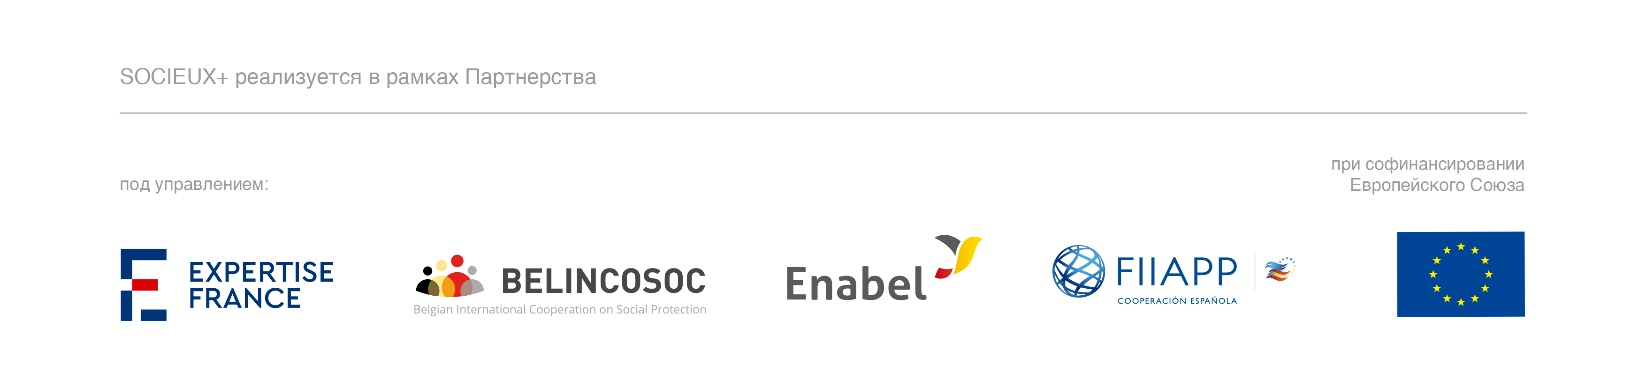 SOCIEUX+ реализуется в рамках Партнерства
под управлением:
при софинансировании
Европейского Союза
EXPERTISE
FRANCE
BELINCOSOC
Belgian International Cooperation on Social Protection
Enabel
FIIAPP
COOPERACIÓN ESPAÑOLA